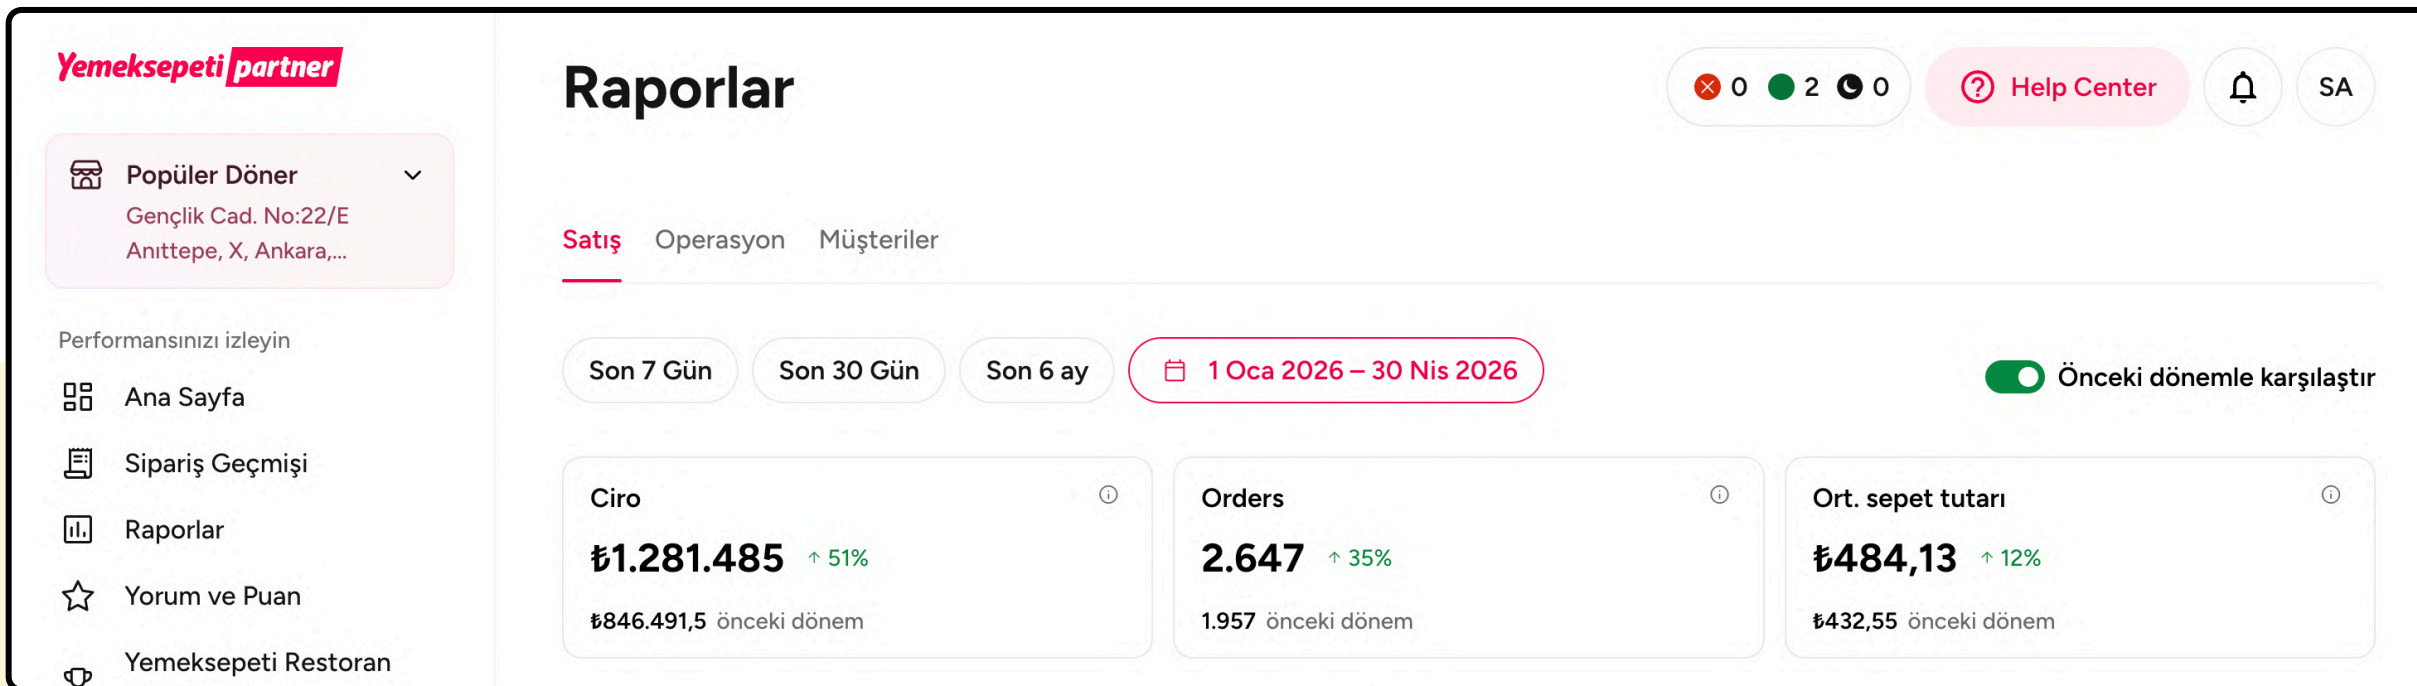 Yemeksepeti partner
Popüler Döner
Gençlik Cad. No:22/E
Anıttepe, X, Ankara,...
Performansınızı izleyin
Ana Sayfa
Sipariş Geçmişi
Raporlar
Yorum ve Puan
Yemeksepeti Restoran
Raporlar
0 2 0
Help Center
SA
Satış Operasyon Müşteriler
Son 7 Gün Son 30 Gün Son 6 ay 1 Oca 2026 – 30 Nis 2026
Önceki dönemle karşılaştır
Ciro
₺1.281.485 ↑ 51%
₺846.491,5 önceki dönem
Orders
2.647 ↑ 35%
1.957 önceki dönem
Ort. sepet tutarı
₺484,13 ↑ 12%
₺432,55 önceki dönem